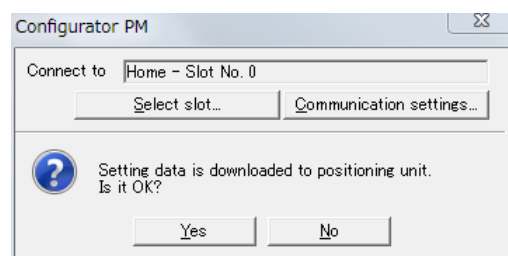 Configurator PM
Connect to Home - Slot No. 0
Select slot... Communication settings...
Setting data is downloaded to positioning unit.
Is it OK?
Yes No